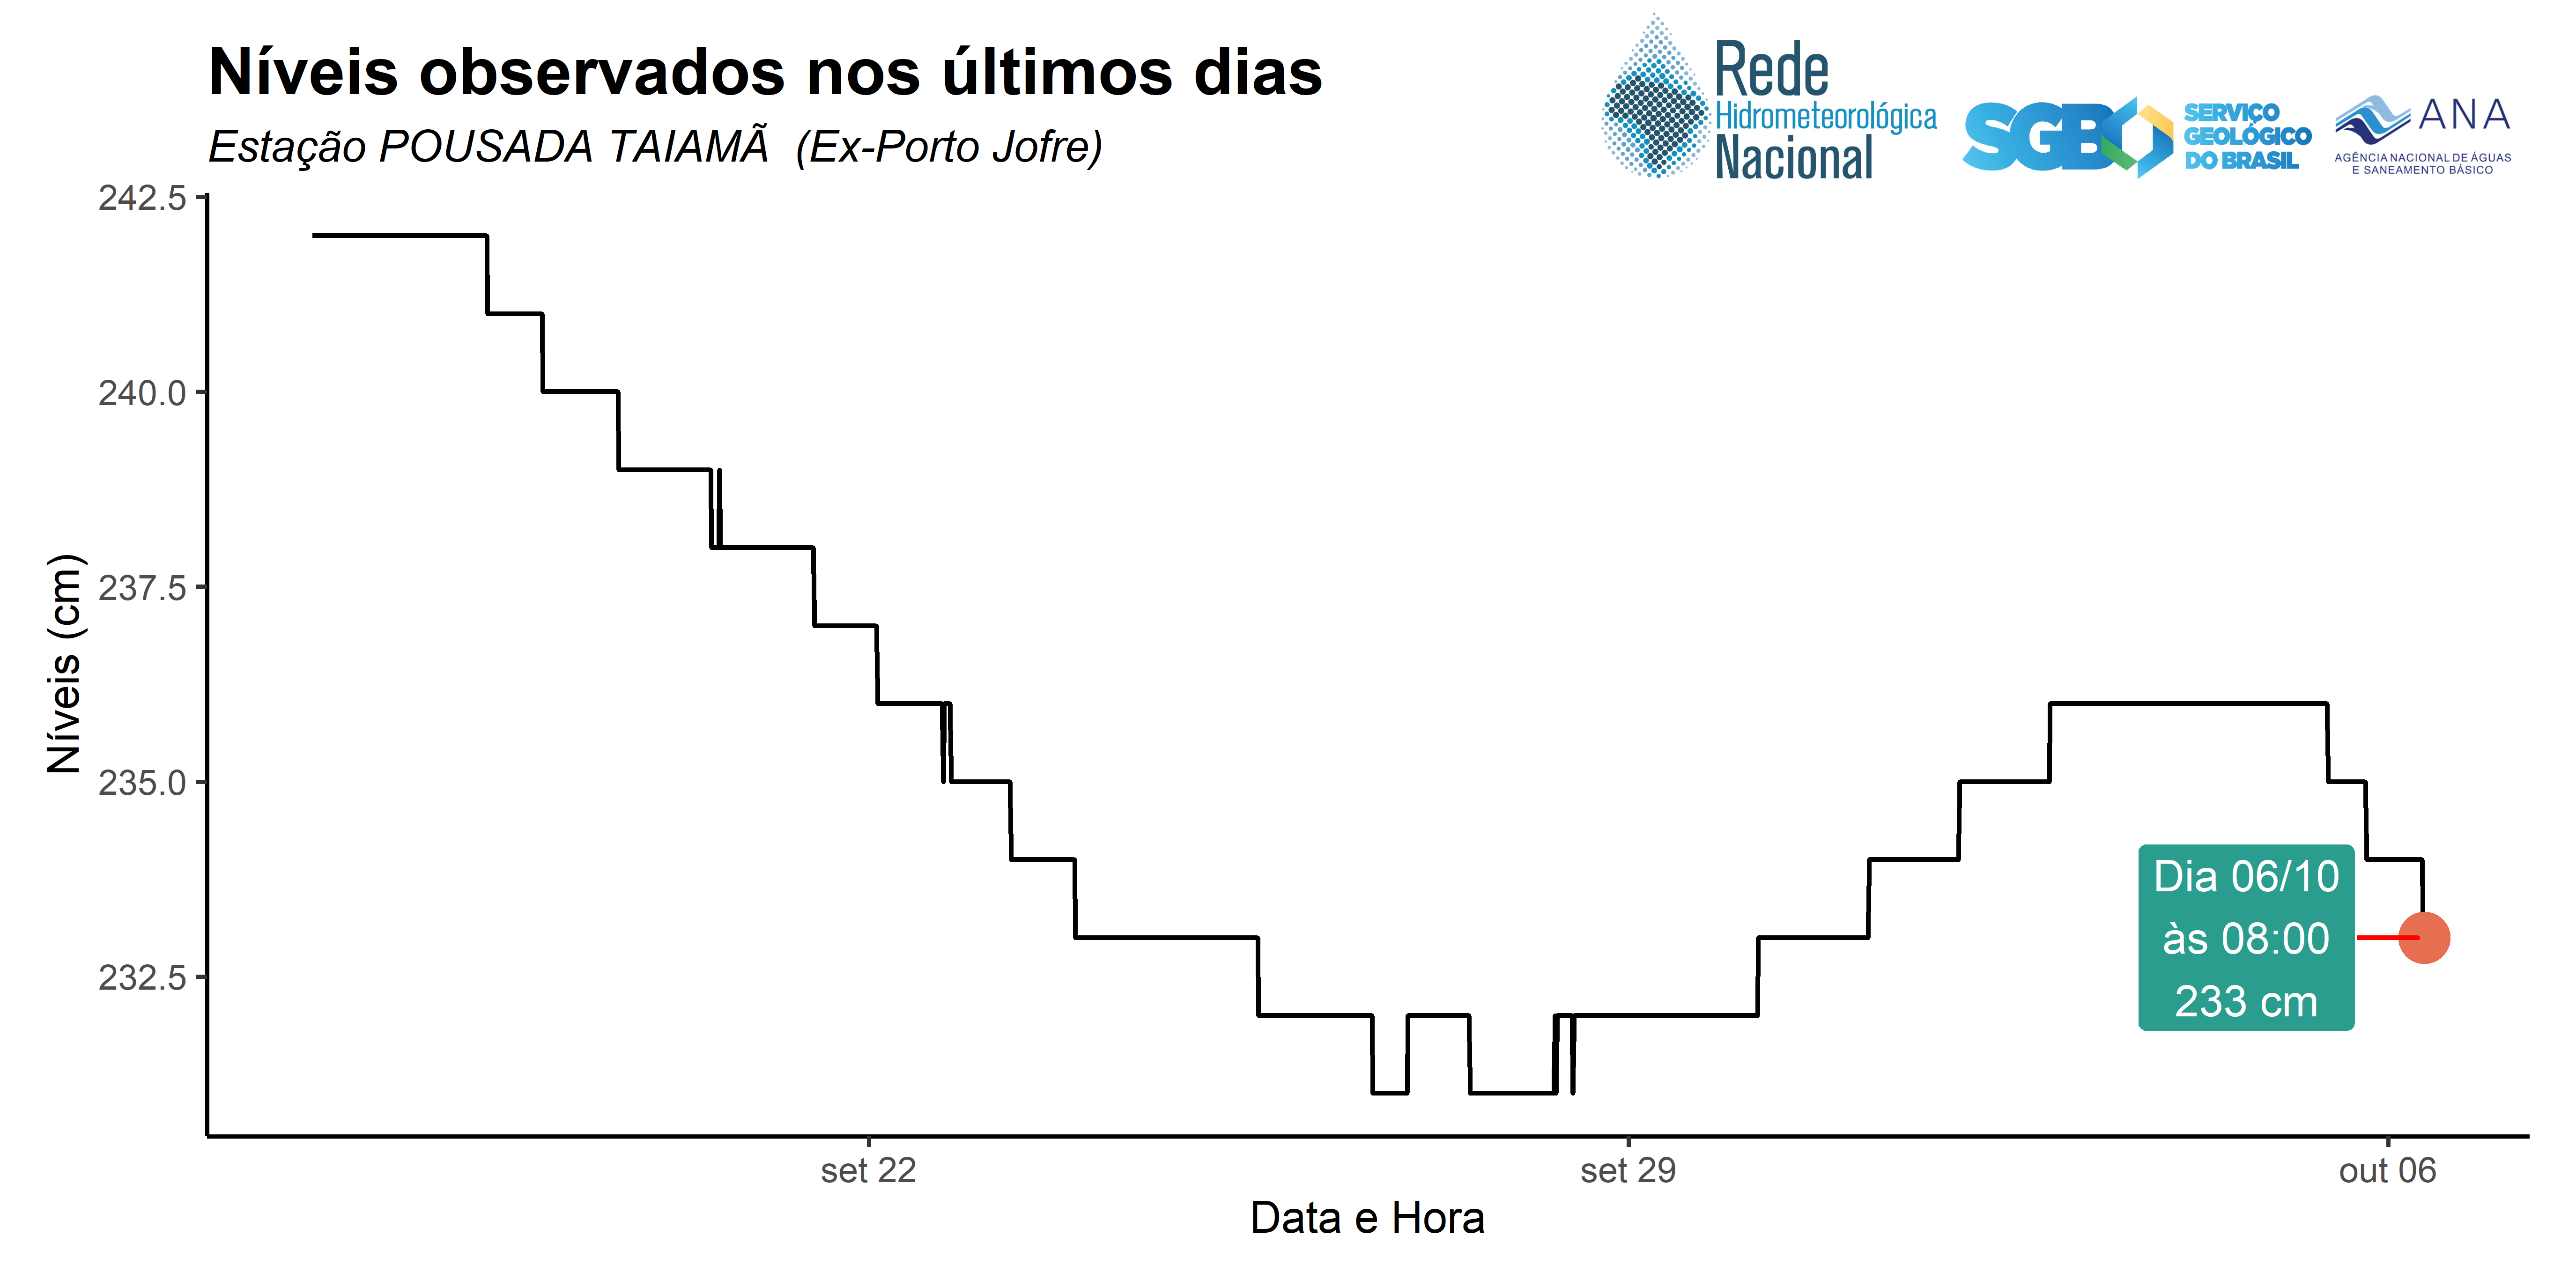 Níveis observados nos últimos dias
Estação POUSADA TAIAMÃ  (Ex-Porto Jofre)
Rede
Hidrometeorológica
Nacional
SGB
SERVIÇO
GEOLÓGICO
DO BRASIL
ANA
AGÊNCIA NACIONAL DE ÁGUAS
E SANEAMENTO BÁSICO
Níveis (cm)
242.5
240.0
237.5
235.0
232.5
Dia 06/10
às 08:00
233 cm
set 22
set 29
out 06
Data e Hora